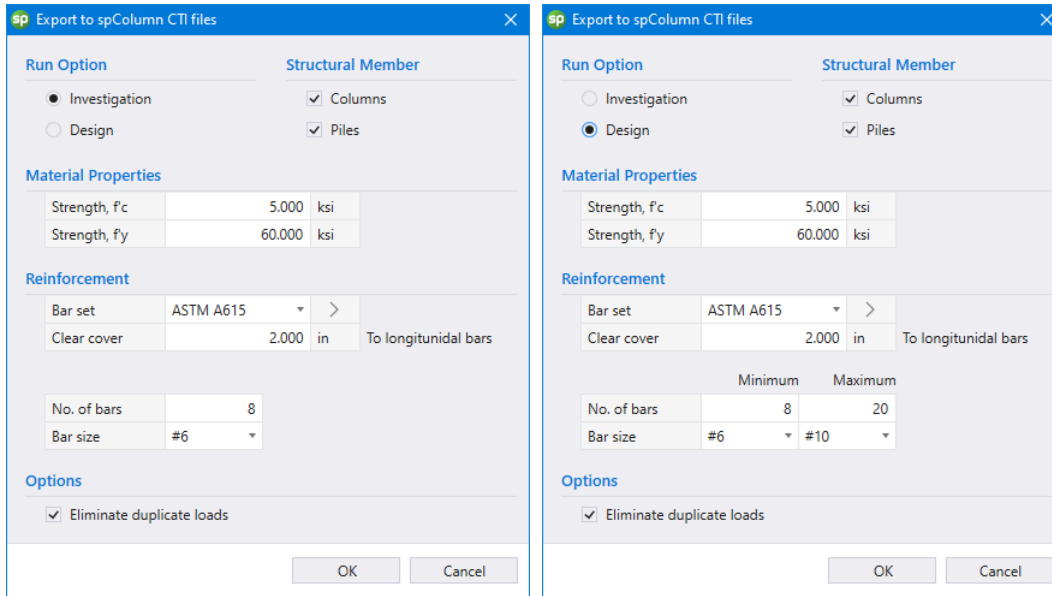 sp Export to spColumn CTI files
Run Option Structural Member
Investigation Columns
Design Piles
Material Properties
Strength, f'c 5.000 ksi
Strength, f'y 60.000 ksi
Reinforcement
Bar set ASTM A615
Clear cover 2.000 in To longitunidal bars
No. of bars 8
Bar size #6
Options
Eliminate duplicate loads
OK Cancel
sp Export to spColumn CTI files
Run Option Structural Member
Investigation Columns
Design Piles
Material Properties
Strength, f'c 5.000 ksi
Strength, f'y 60.000 ksi
Reinforcement
Bar set ASTM A615
Clear cover 2.000 in To longitunidal bars
Minimum Maximum
No. of bars 8 20
Bar size #6 #10
Options
Eliminate duplicate loads
OK Cancel